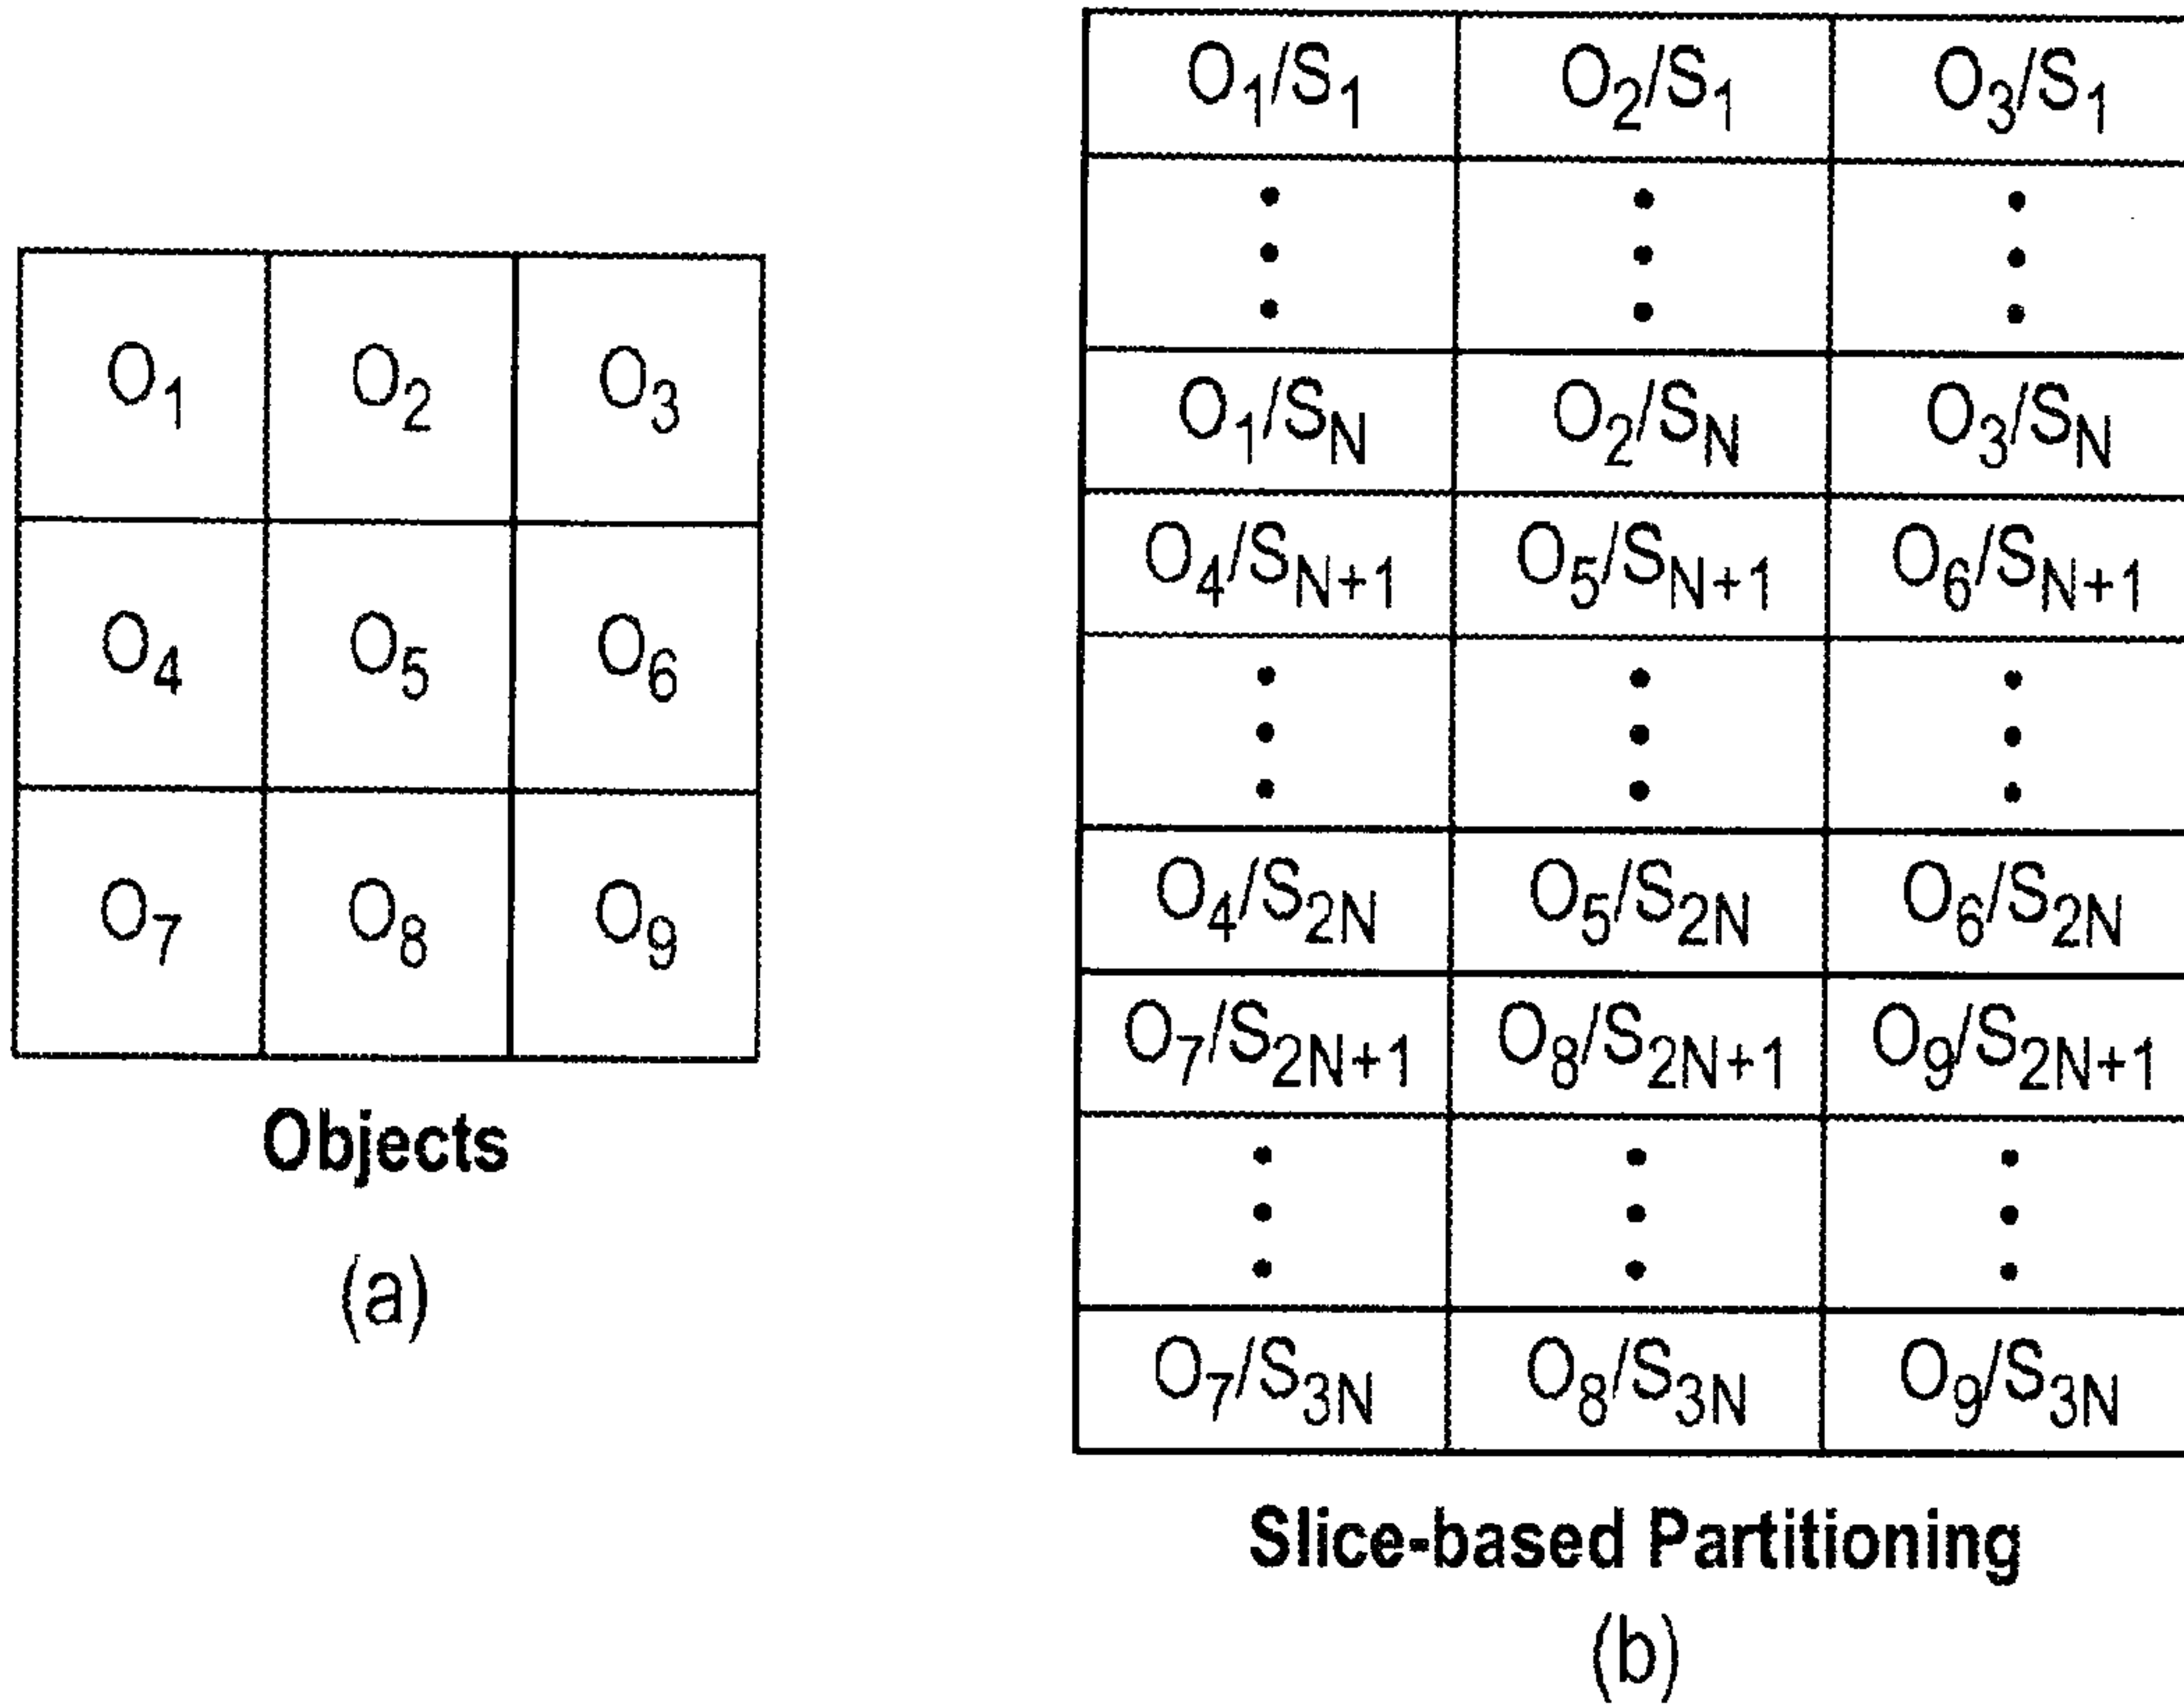 O1 O2 O3
O4 O5 O6
O7 O8 O9
Objects
(a)
O1/S1 O2/S1 O3/S1
O1/SN O2/SN O3/SN
O4/SN+1 O5/SN+1 O6/SN+1
O4/S2N O5/S2N O6/S2N
O7/S2N+1 O8/S2N+1 O9/S2N+1
O7/S3N O8/S3N O9/S3N
Slice-based Partitioning
(b)